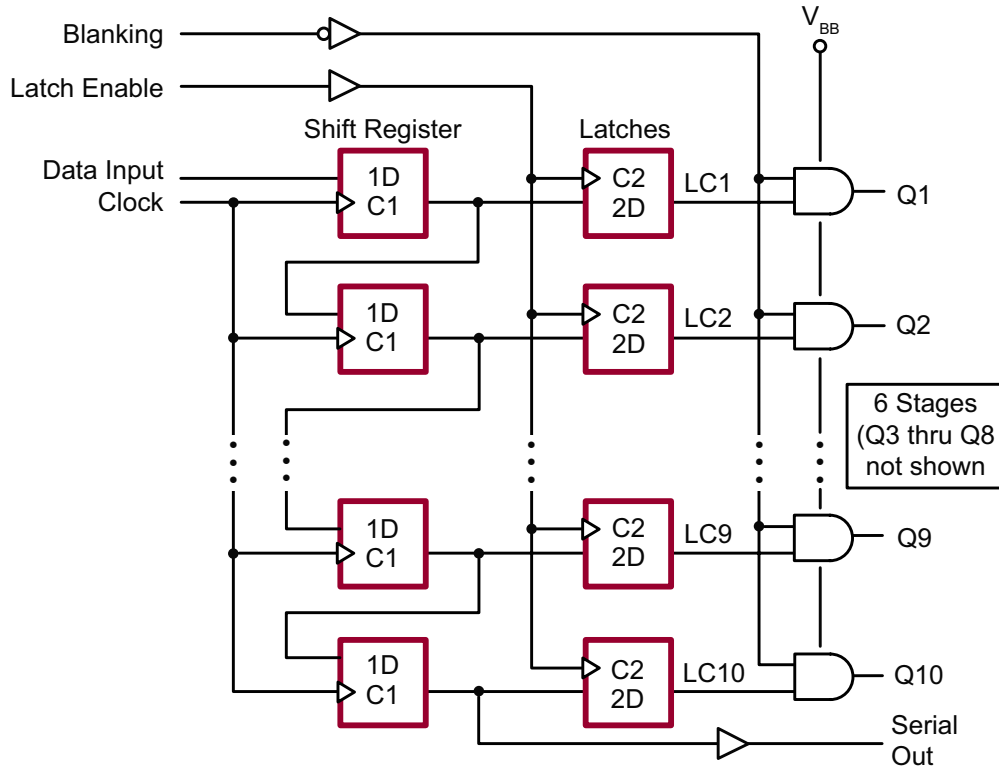 V_BB
Blanking
Latch Enable
Shift Register
Latches
Data Input
Clock
1D
C1
C2
2D
LC1
Q1
1D
C1
C2
2D
LC2
Q2
6 Stages
(Q3 thru Q8
not shown
1D
C1
C2
2D
LC9
Q9
1D
C1
C2
2D
LC10
Q10
Serial
Out